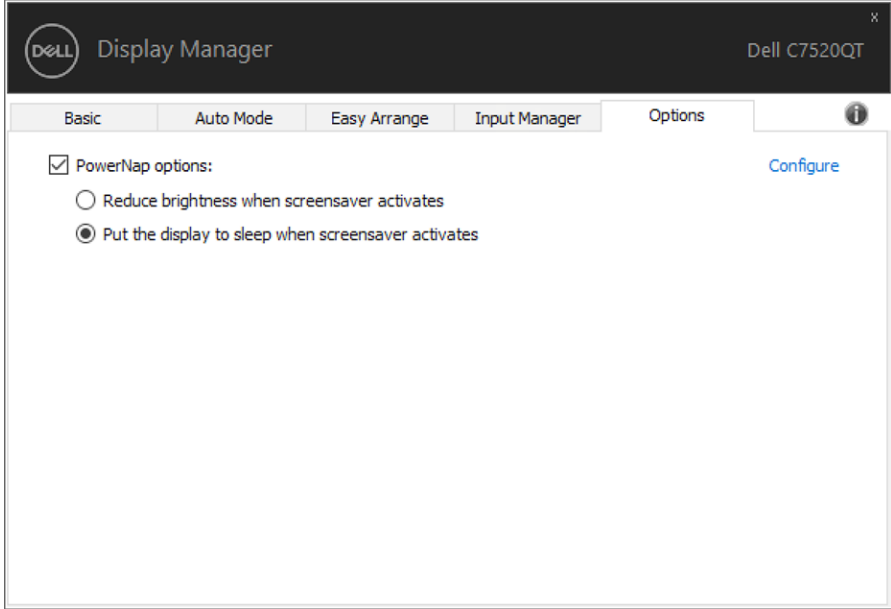 x
DELL Display Manager
Dell C7520QT
Basic Auto Mode Easy Arrange Input Manager Options i
PowerNap options: Configure
Reduce brightness when screensaver activates
Put the display to sleep when screensaver activates